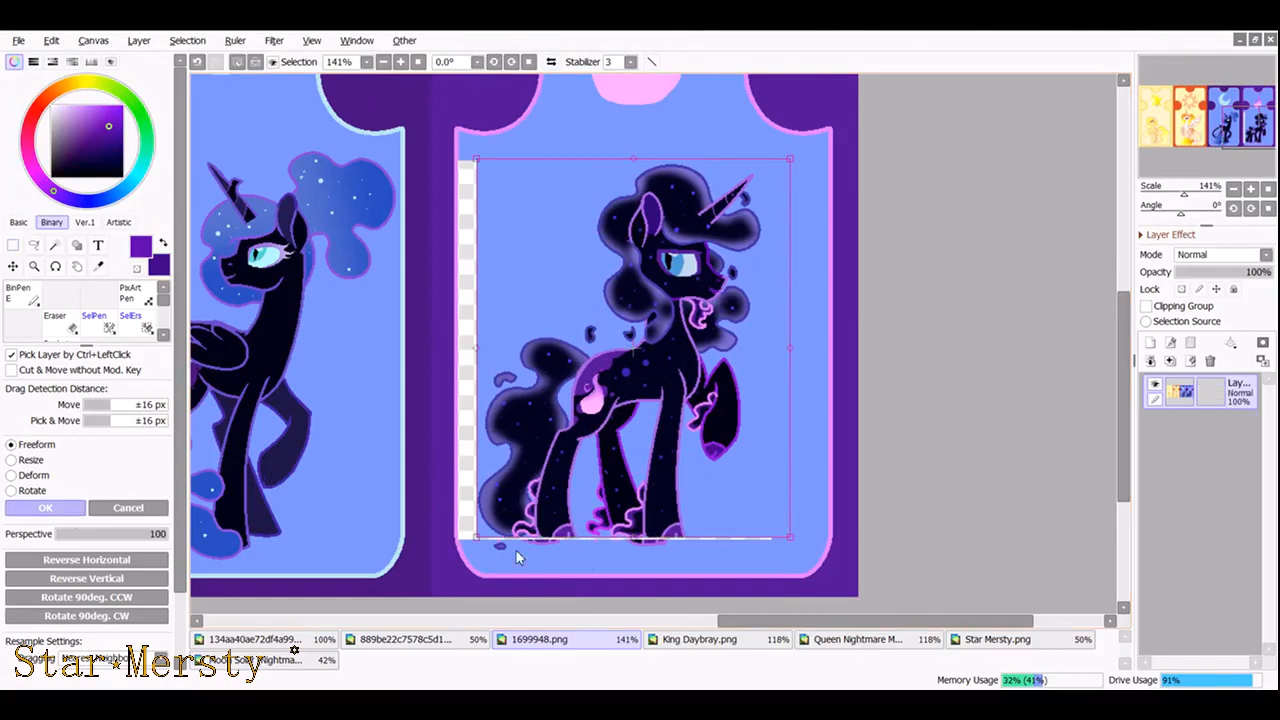 File Edit Canvas Layer Selection Ruler Filter View Window Other
Selection 141% 0.0° Stabilizer 3
Basic Binary Ver.1 Artistic
T
BinPen PixArt
E Pen
Eraser SelPen SelErs
Pick Layer by Ctrl+LeftClick
Cut & Move without Mod. Key
Drag Detection Distance:
Move ±16 px
Pick & Move ±16 px
Freeform
Resize
Deform
Rotate
OK Cancel
Perspective 100
Reverse Horizontal
Reverse Vertical
Rotate 90deg. CCW
Rotate 90deg. CW
Resample Settings:
Star★Mersty
Scale 141%
Angle 0°
Layer Effect
Mode Normal
Opacity 100%
Lock
Clipping Group
Selection Source
Lay...
Normal
100%
134aa40ae72df4a99... 100% 889be22c7578c5d1... 50% 1699948.png 141% King Daybray.png 118% Queen Nightmare M... 118% Star Mersty.png 50%
42%
Memory Usage 32% (41%) Drive Usage 91%